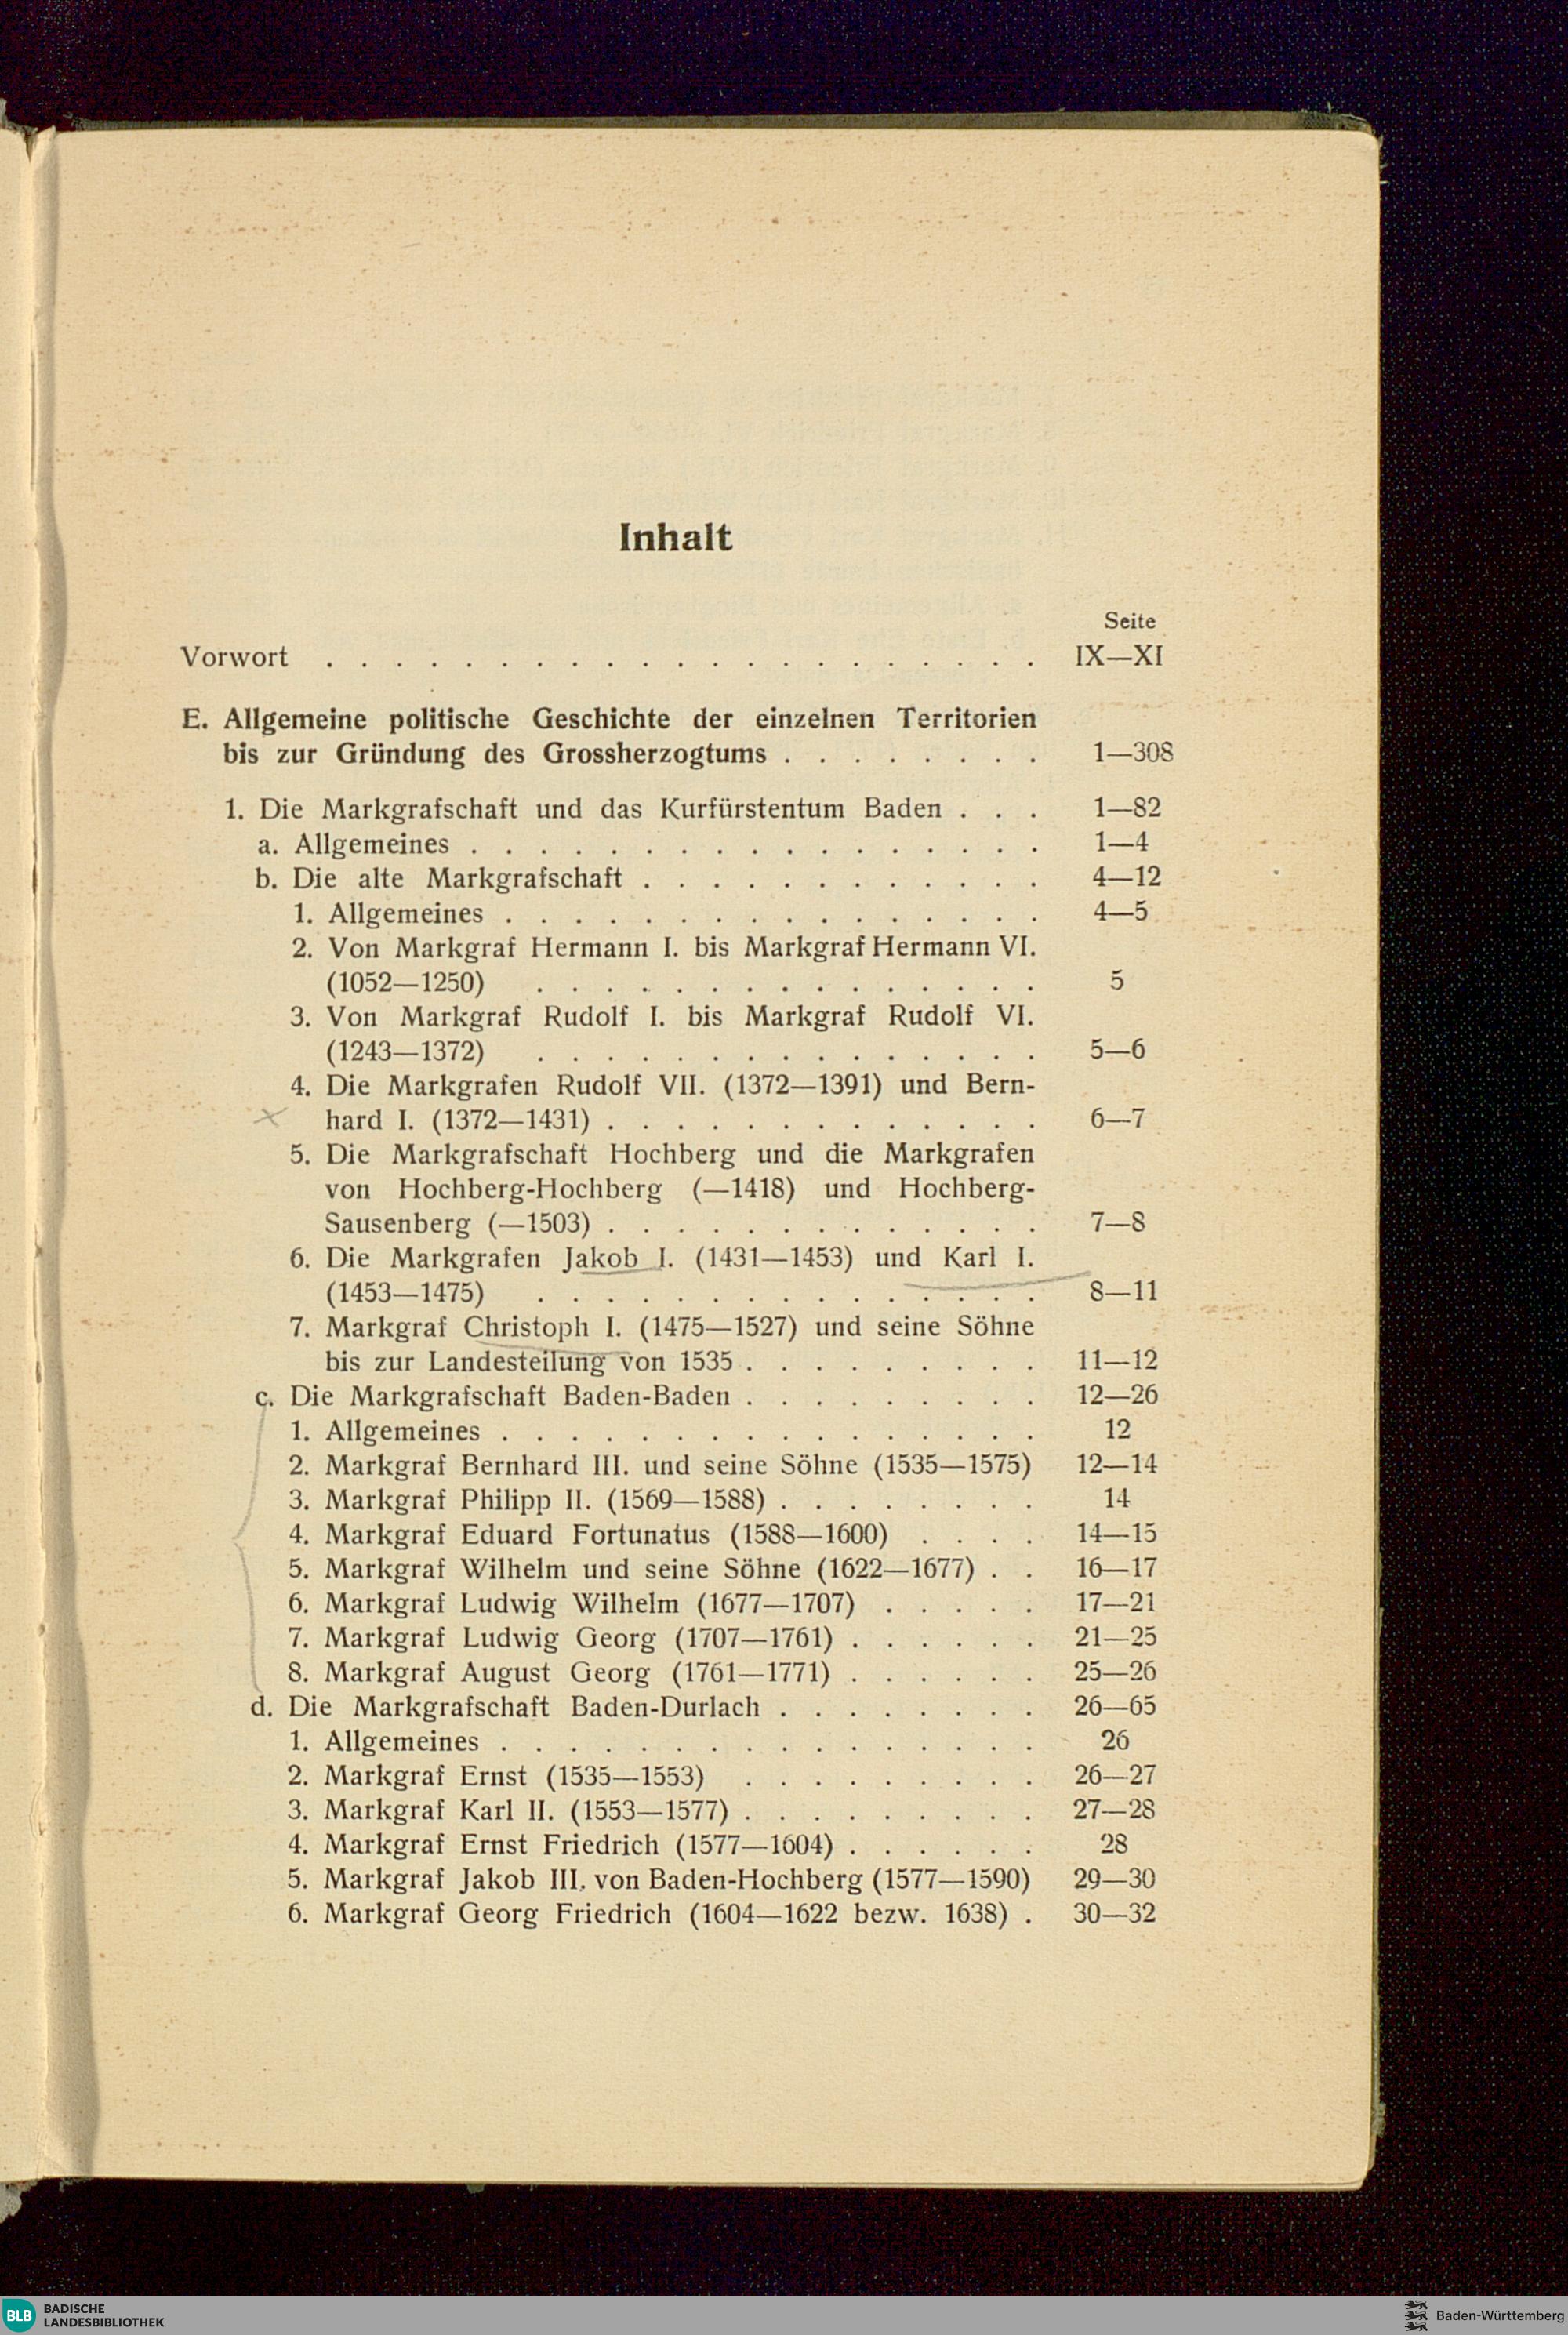 Inhalt
Seite
Vorwort . . . . . . . . . . . . . . . . . . . . . IX—XI
E. Allgemeine politische Geschichte der einzelnen Territorien
bis zur Gründung des Grossherzogtums . . . . . . . . 1—308
1. Die Markgrafschaft und das Kurfürstentum Baden . . . 1—82
a. Allgemeines . . . . . . . . . . . . . . . . . 1—4
b. Die alte Markgrafschaft . . . . . . . . . . . . 4—12
1. Allgemeines . . . . . . . . . . . . . . . . 4—5
2. Von Markgraf Hermann I. bis Markgraf Hermann VI.
(1052—1250) . . . . . . . . . . . . . . . 5
3. Von Markgraf Rudolf I. bis Markgraf Rudolf VI.
(1243—1372) . . . . . . . . . . . . . . . 5—6
4. Die Markgrafen Rudolf VII. (1372—1391) und Bern-
hard I. (1372—1431) . . . . . . . . . . . . . 6—7
5. Die Markgrafschaft Hochberg und die Markgrafen
von Hochberg-Hochberg (—1418) und Hochberg-
Sausenberg (—1503) . . . . . . . . . . . . . 7—8
6. Die Markgrafen Jakob I. (1431—1453) und Karl I.
(1453—1475) . . . . . . . . . . . . . . . 8—11
7. Markgraf Christoph I. (1475—1527) und seine Söhne
bis zur Landesteilung von 1535 . . . . . . . . . 11—12
c. Die Markgrafschaft Baden-Baden . . . . . . . . . 12—26
1. Allgemeines . . . . . . . . . . . . . . . . 12
2. Markgraf Bernhard III. und seine Söhne (1535—1575) 12—14
3. Markgraf Philipp II. (1569—1588) . . . . . . . . 14
4. Markgraf Eduard Fortunatus (1588—1600) . . . . 14—15
5. Markgraf Wilhelm und seine Söhne (1622—1677) . . 16—17
6. Markgraf Ludwig Wilhelm (1677—1707) . . . . . 17—21
7. Markgraf Ludwig Georg (1707—1761) . . . . . . 21—25
8. Markgraf August Georg (1761—1771) . . . . . . 25—26
d. Die Markgrafschaft Baden-Durlach . . . . . . . . 26—65
1. Allgemeines . . . . . . . . . . . . . . . . 26
2. Markgraf Ernst (1535—1553) . . . . . . . . . 26—27
3. Markgraf Karl II. (1553—1577) . . . . . . . . . 27—28
4. Markgraf Ernst Friedrich (1577—1604) . . . . . . 28
5. Markgraf Jakob III. von Baden-Hochberg (1577—1590) 29—30
6. Markgraf Georg Friedrich (1604—1622 bezw. 1638) . 30—32
BLB BADISCHE
LANDESBIBLIOTHEK
Baden-Württemberg